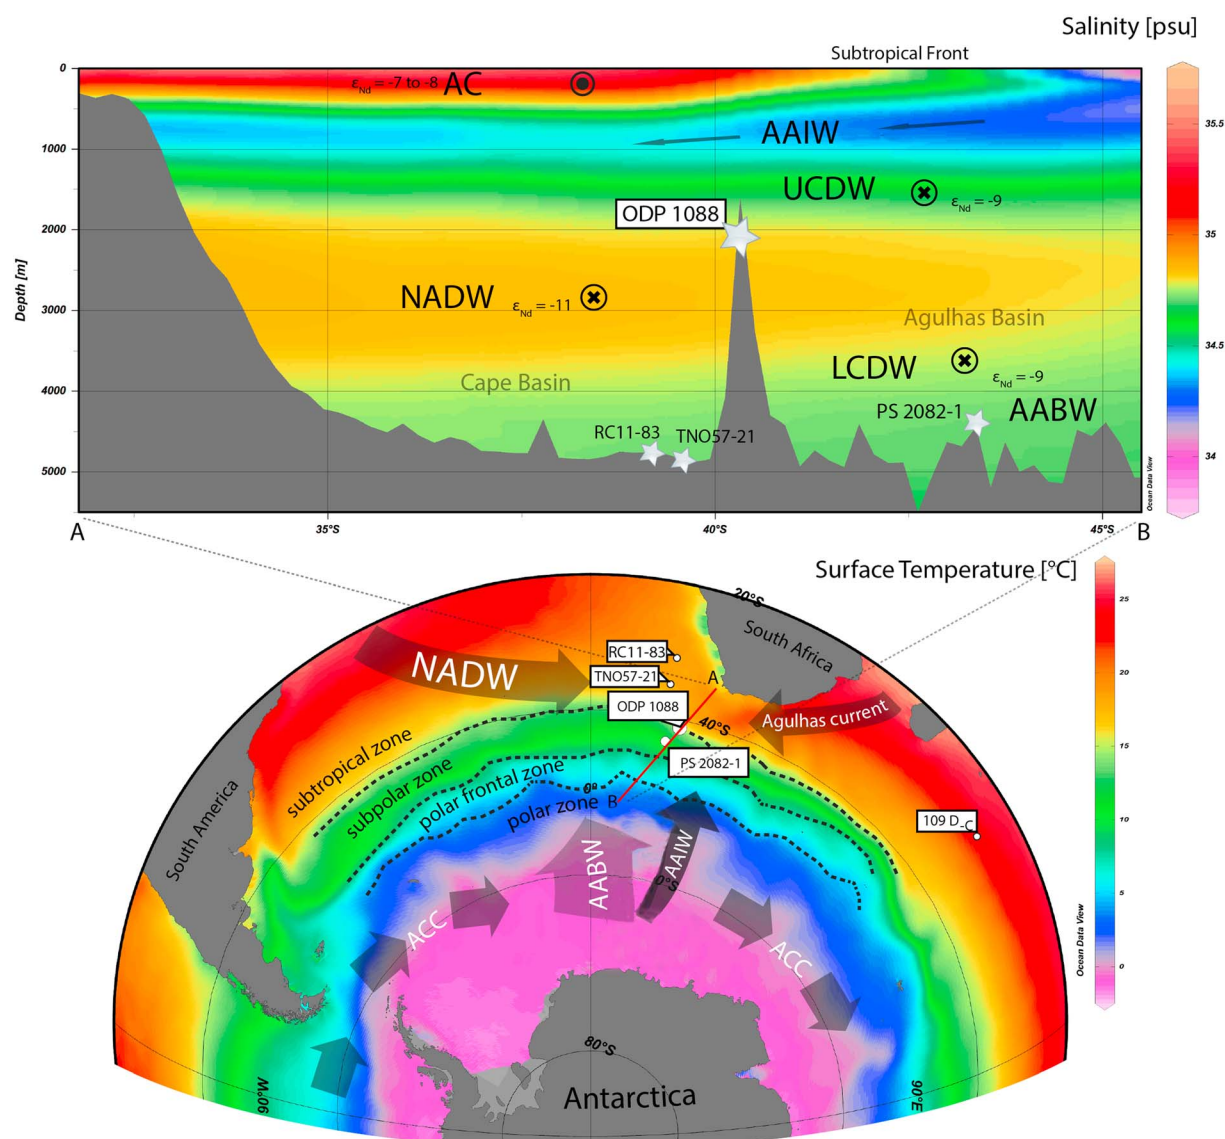 Salinity [psu]
Subtropical Front
0
1000
2000
3000
4000
5000
Depth [m]
εNd = -7 to -8 AC
AAIW
UCDW
εNd = -9
ODP 1088
NADW
εNd = -11
Agulhas Basin
LCDW
εNd = -9
Cape Basin
PS 2082-1
AABW
RC11-83
TNO57-21
Ocean Data View
35.5
35
34.5
34
A
35°S
40°S
45°S
B
Surface Temperature [°C]
25
20
15
10
5
0
20°S
South Africa
RC11-83
TNO57-21
A
NADW
ODP 1088
40°S
Agulhas current
PS 2082-1
subtropical zone
subpolar zone
polar frontal zone
0°
polar zone
B
South America
109 D-C
AABW
AAIW
0°S
ACC
ACC
Ocean Data View
80°S
90°W
90°E
Antarctica